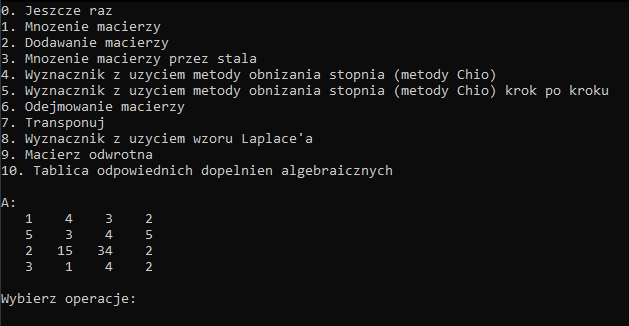 0. Jeszcze raz
1. Mnozenie macierzy
2. Dodawanie macierzy
3. Mnozenie macierzy przez stala
4. Wyznacznik z uzyciem metody obnizania stopnia (metody Chio)
5. Wyznacznik z uzyciem metody obnizania stopnia (metody Chio) krok po kroku
6. Odejmowanie macierzy
7. Transponuj
8. Wyznacznik z uzyciem wzoru Laplace'a
9. Macierz odwrotna
10. Tablica odpowiednich dopelnien algebraicznych
A:
1 4 3 2
5 3 4 5
2 15 34 2
3 1 4 2
Wybierz operacje: